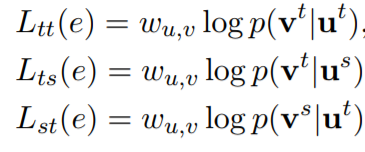 L_{tt}(e) = w_{u,v} log p(v^t|u^t),
L_{ts}(e) = w_{u,v} log p(v^t|u^s)
L_{st}(e) = w_{u,v} log p(v^s|u^t)